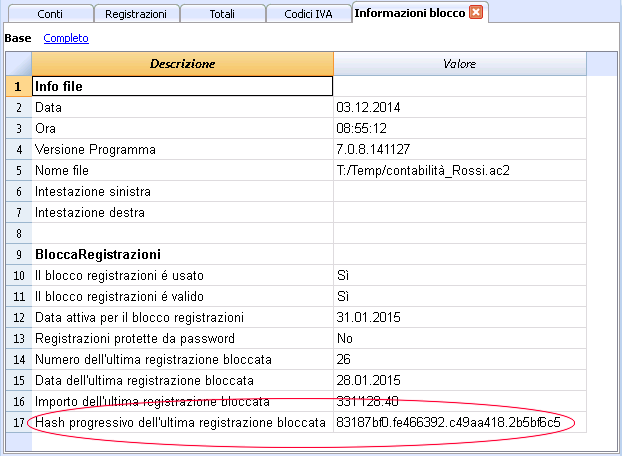 Conti Registrazioni Totali Codici IVA Informazioni blocco
Base Completo
Descrizione Valore
1 Info file
2 Data 03.12.2014
3 Ora 08:55:12
4 Versione Programma 7.0.8.141127
5 Nome file T:/Temp/contabilità_Rossi.ac2
6 Intestazione sinistra
7 Intestazione destra
8
9 BloccaRegistrazioni
10 Il blocco registrazioni é usato Sì
11 Il blocco registrazioni é valido Sì
12 Data attiva per il blocco registrazioni 31.01.2015
13 Registrazioni protette da password No
14 Numero dell'ultima registrazione bloccata 26
15 Data dell'ultima registrazione bloccata 28.01.2015
16 Importo dell'ultima registrazione bloccata 331'128.40
17 Hash progressivo dell'ultima registrazione bloccata 83187bf0.fe466392.c49aa418.2b5bf6c5